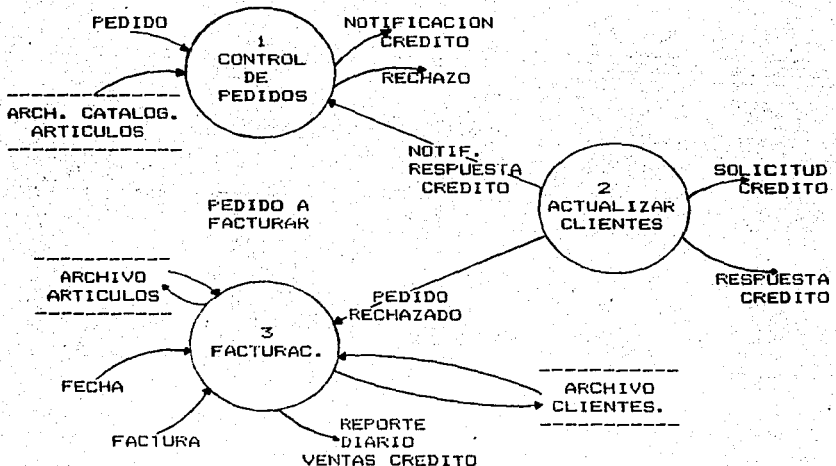 PEDIDO
1
CONTROL
DE
PEDIDOS
NOTIFICACION
CREDITO
RECHAZO
ARCH. CATALOG.
ARTICULOS
NOTIF.
RESPUESTA
CREDITO
2
ACTUALIZAR
CLIENTES
SOLICITUD
CREDITO
RESPUESTA
CREDITO
PEDIDO A
FACTURAR
ARCHIVO
ARTICULOS
PEDIDO
RECHAZADO
3
FACTURAC.
FECHA
FACTURA
REPORTE
DIARIO
VENTAS CREDITO
ARCHIVO
CLIENTES.